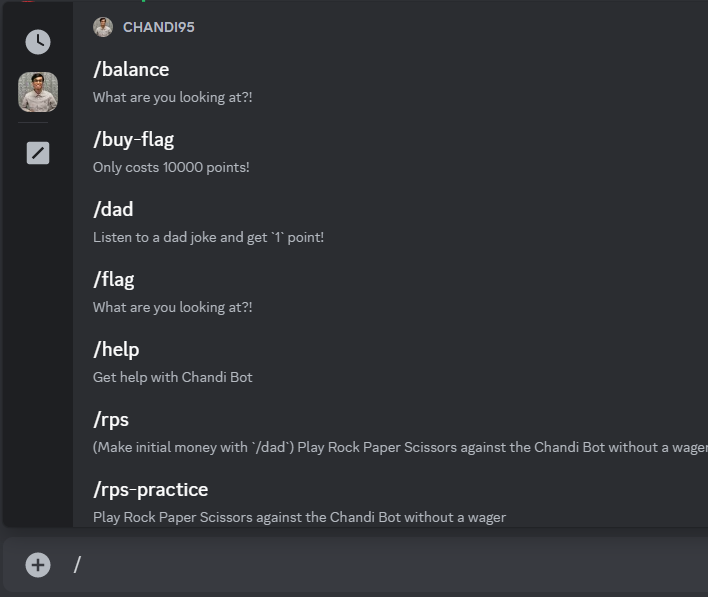 CHANDI95
/balance
What are you looking at?!
/buy-flag
Only costs 10000 points!
/dad
Listen to a dad joke and get `1` point!
/flag
What are you looking at?!
/help
Get help with Chandi Bot
/rps
(Make initial money with `/dad`) Play Rock Paper Scissors against the Chandi Bot without a wager
/rps-practice
Play Rock Paper Scissors against the Chandi Bot without a wager
/